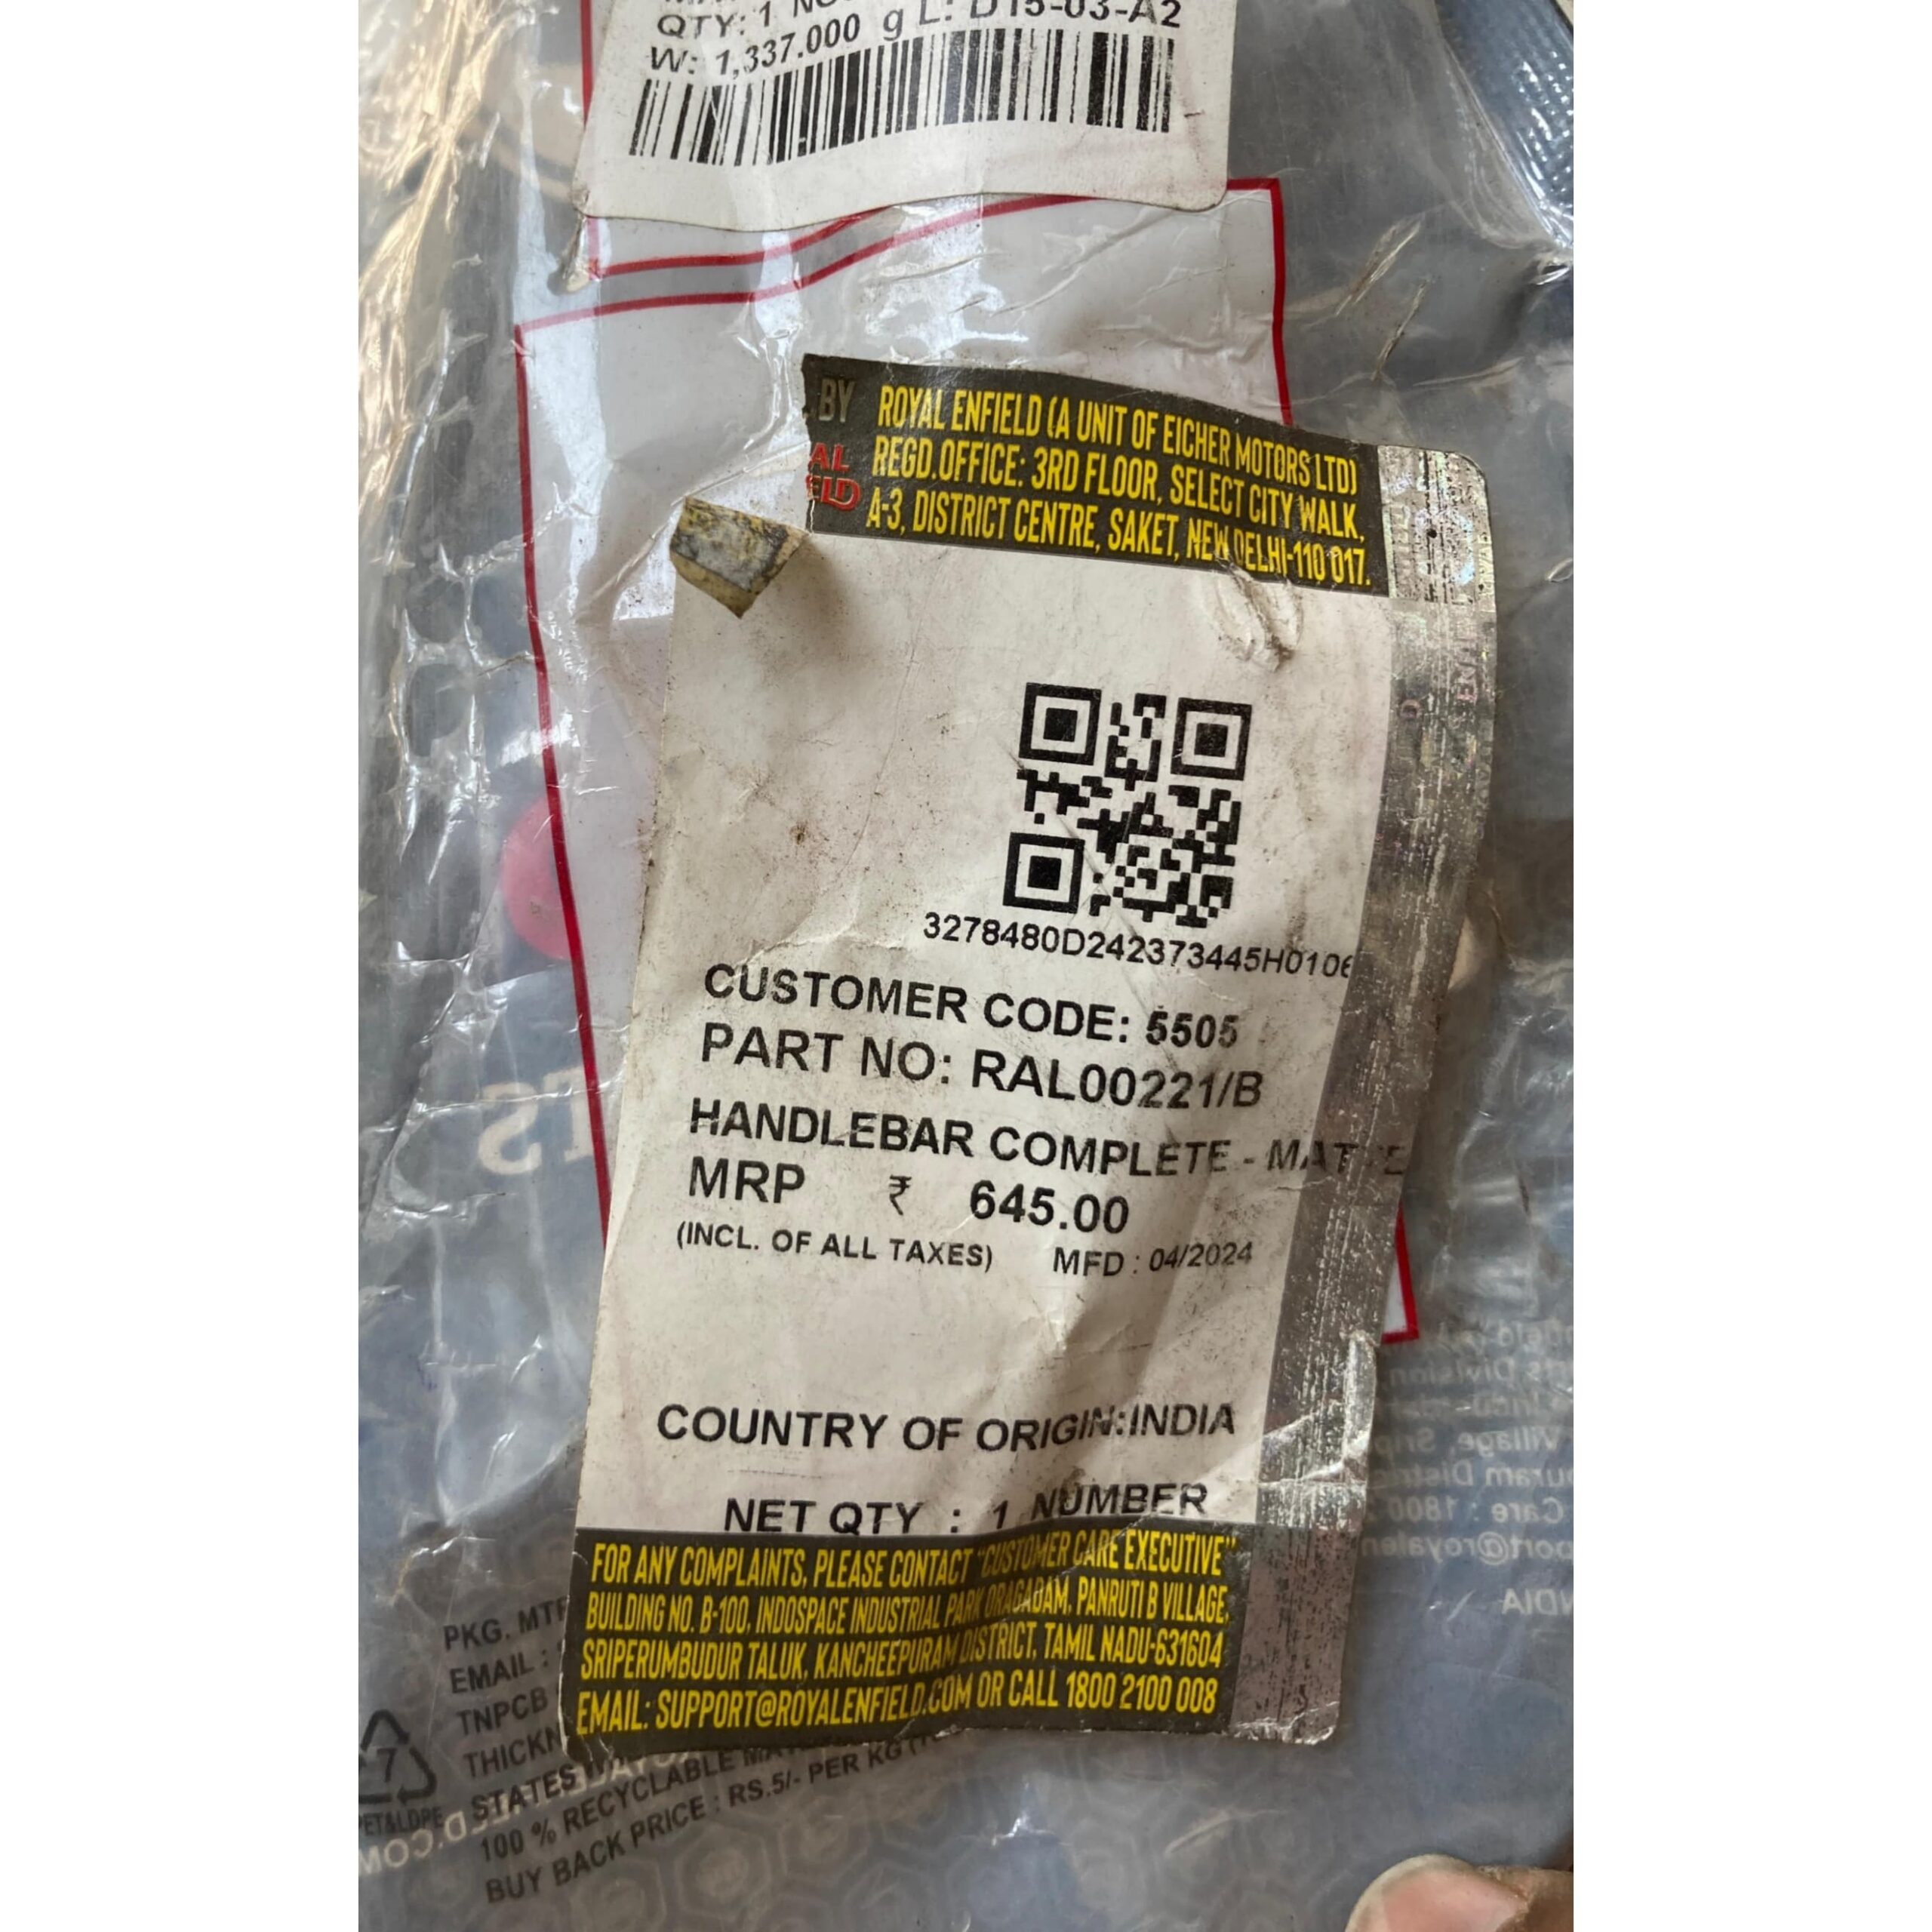 QTY: 1
L: D15-03-A2
W: 1,337.000 g
BY
ROYAL ENFIELD (A UNIT OF EICHER MOTORS LTD)
REGD.OFFICE: 3RD FLOOR, SELECT CITY WALK,
A-3, DISTRICT CENTRE, SAKET, NEW DELHI-110 017.
3278480D242373445H0106
CUSTOMER CODE: 5505
PART NO: RAL00221/B
HANDLEBAR COMPLETE -
MRP ₹ 645.00
(INCL. OF ALL TAXES) MFD : 04/2024
COUNTRY OF ORIGIN:INDIA
NET QTY : 1 NUMBER
FOR ANY COMPLAINTS, PLEASE CONTACT "CUSTOMER CARE EXECUTIVE"
BUILDING NO. B-100, INDOSPACE INDUSTRIAL PARK ORAGADAM, PANRUTI B VILLAGE,
SRIPERUMBUDUR TALUK, KANCHEEPURAM DISTRICT, TAMIL NADU-631604
EMAIL: SUPPORT@ROYALENFIELD.COM OR CALL 1800 2100 008
PKG.
EMAIL :
TNPCB
STATES
7
100 % RECYCLABLE
BUY BACK PRICE : RS.5/- PER KG